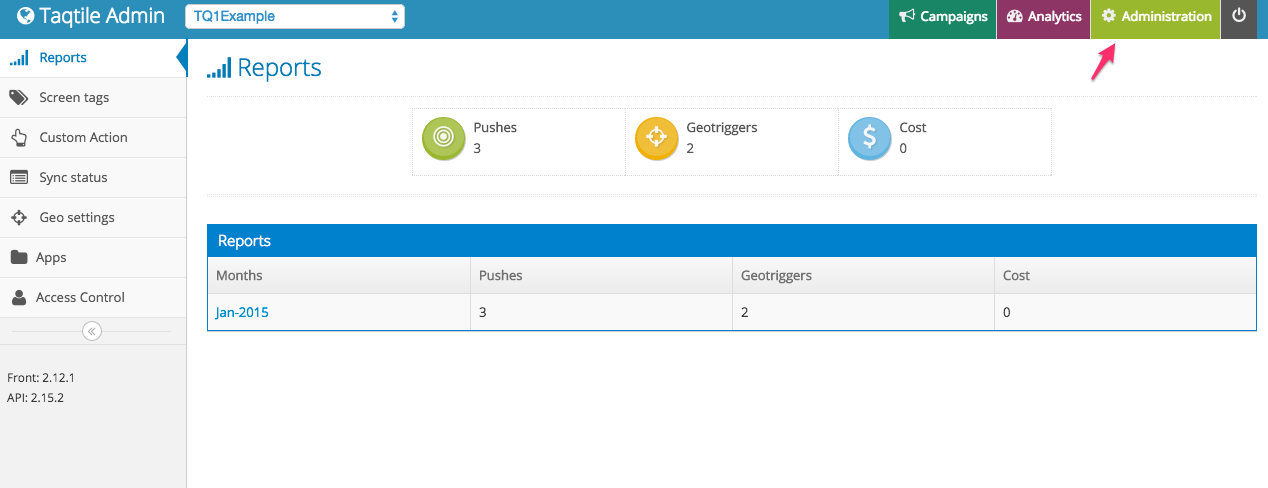 Taqtile Admin
TQ1Example
Campaigns
Analytics
Administration
Reports
Screen tags
Custom Action
Sync status
Geo settings
Apps
Access Control
Front: 2.12.1
API: 2.15.2
Reports
Pushes
3
Geotriggers
2
Cost
0
Reports
Months Pushes Geotriggers Cost
Jan-2015 3 2 0